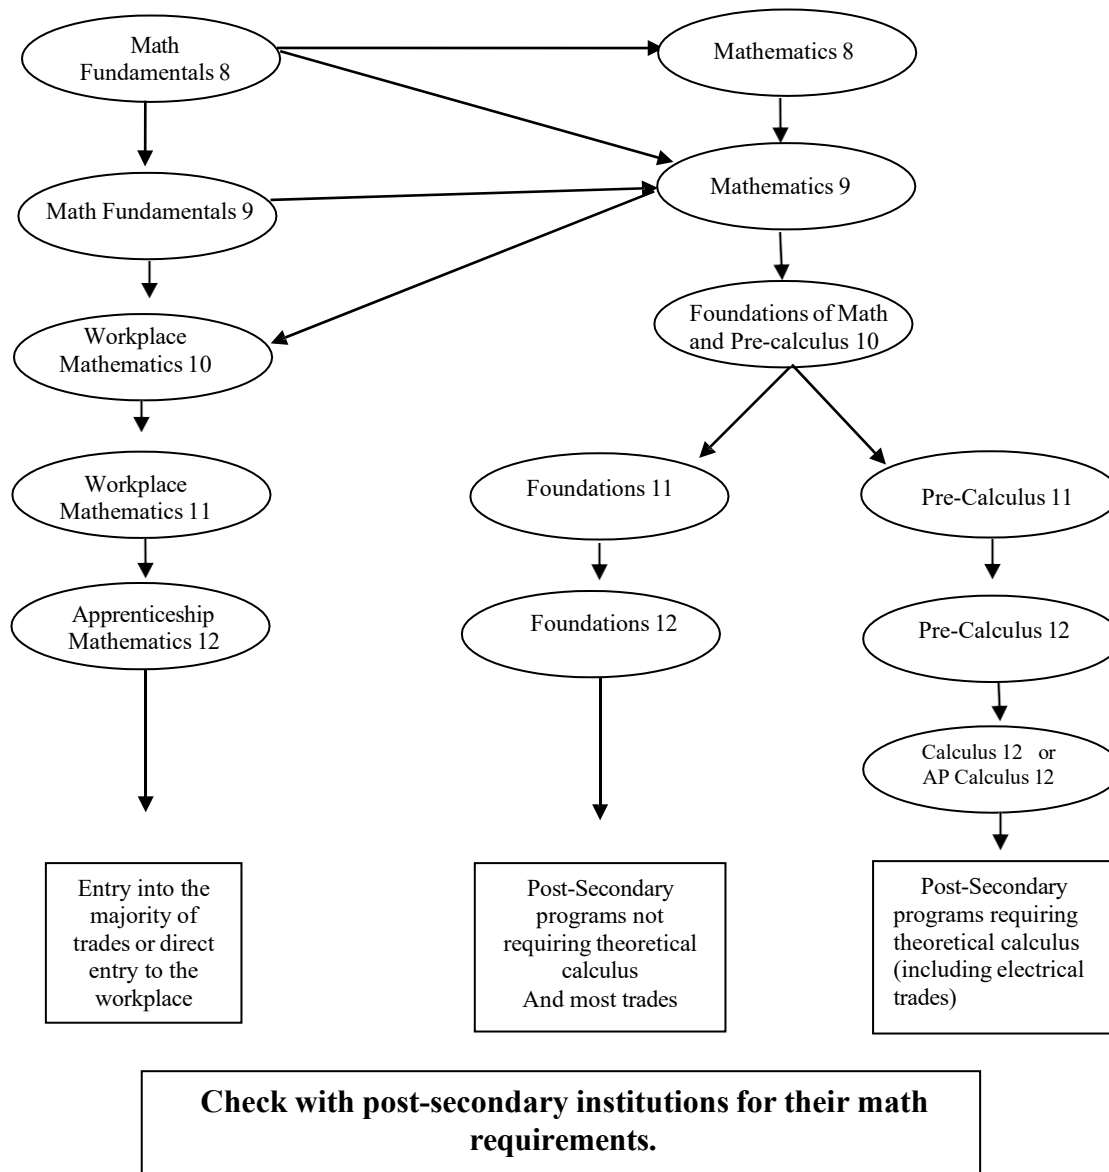 Math
Fundamentals 8
Mathematics 8
Math Fundamentals 9
Mathematics 9
Workplace
Mathematics 10
Foundations of Math
and Pre-calculus 10
Workplace
Mathematics 11
Foundations 11
Pre-Calculus 11
Apprenticeship
Mathematics 12
Foundations 12
Pre-Calculus 12
Calculus 12 or
AP Calculus 12
Entry into the
majority of
trades or direct
entry to the
workplace
Post-Secondary
programs not
requiring theoretical
calculus
And most trades
Post-Secondary
programs requiring
theoretical calculus
(including electrical
trades)
Check with post-secondary institutions for their math
requirements.